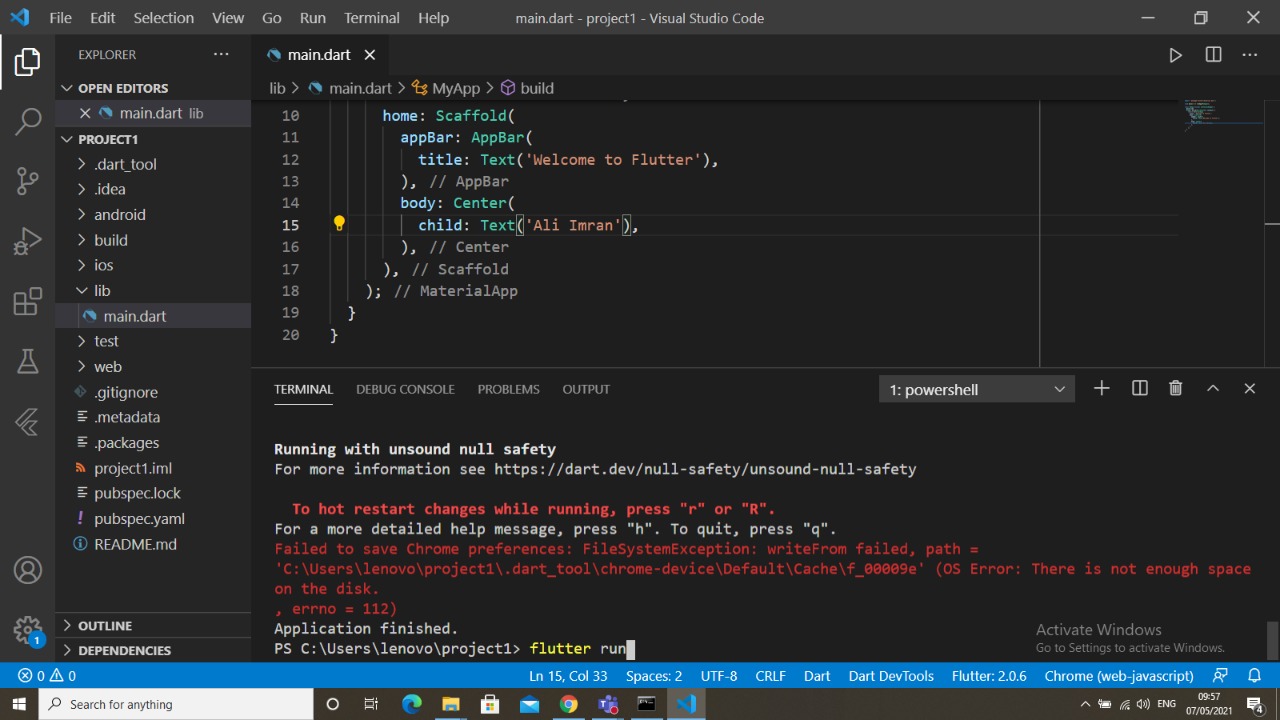 File Edit Selection View Go Run Terminal Help main.dart - project1 - Visual Studio Code
EXPLORER
OPEN EDITORS
main.dart lib
PROJECT1
.dart_tool
.idea
android
build
ios
lib
main.dart
test
web
.gitignore
.metadata
.packages
project1.iml
pubspec.lock
pubspec.yaml
README.md
OUTLINE
DEPENDENCIES
1
main.dart
lib > main.dart > MyApp > build
10 home: Scaffold(
11 appBar: AppBar(
12 title: Text('Welcome to Flutter'),
13 ), // AppBar
14 body: Center(
15 child: Text('Ali Imran'),
16 ), // Center
17 ), // Scaffold
18 ); // MaterialApp
19 }
20 }
TERMINAL DEBUG CONSOLE PROBLEMS OUTPUT 1: powershell
Running with unsound null safety
For more information see https://dart.dev/null-safety/unsound-null-safety
To hot restart changes while running, press "r" or "R".
For a more detailed help message, press "h". To quit, press "q".
Failed to save Chrome preferences: FileSystemException: writeFrom failed, path =
'C:\Users\lenovo\project1\.dart_tool\chrome-device\Default\Cache\f_00009e' (OS Error: There is not enough space
on the disk.
, errno = 112)
Application finished.
PS C:\Users\lenovo\project1> flutter run
Activate Windows
Go to Settings to activate Windows.
0 0 Ln 15, Col 33 Spaces: 2 UTF-8 CRLF Dart Dart DevTools Flutter: 2.0.6 Chrome (web-javascript)
Type here to search
ENG
09:57
07/05/2021
4